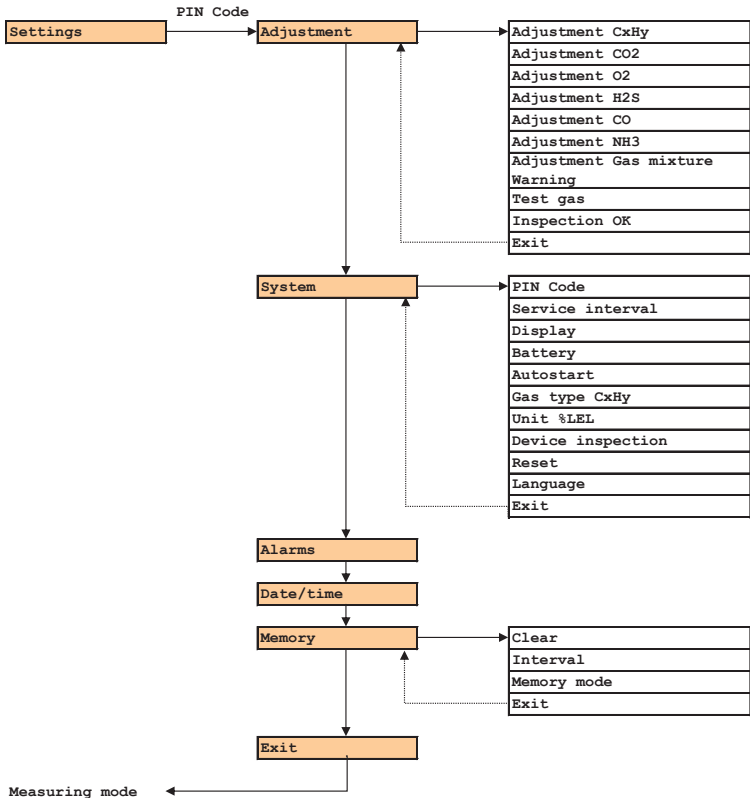 PIN Code
Settings
Adjustment
Adjustment CxHy
Adjustment CO2
Adjustment O2
Adjustment H2S
Adjustment CO
Adjustment NH3
Adjustment Gas mixture
Warning
Test gas
Inspection OK
Exit
System
PIN Code
Service interval
Display
Battery
Autostart
Gas type CxHy
Unit %LEL
Device inspection
Reset
Language
Exit
Alarms
Date/time
Memory
Clear
Interval
Memory mode
Exit
Exit
Measuring mode